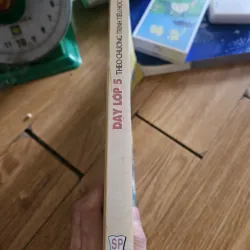 DẠY LỚP 5
THEO CHƯƠNG TRÌNH TIỂU HỌC
SP